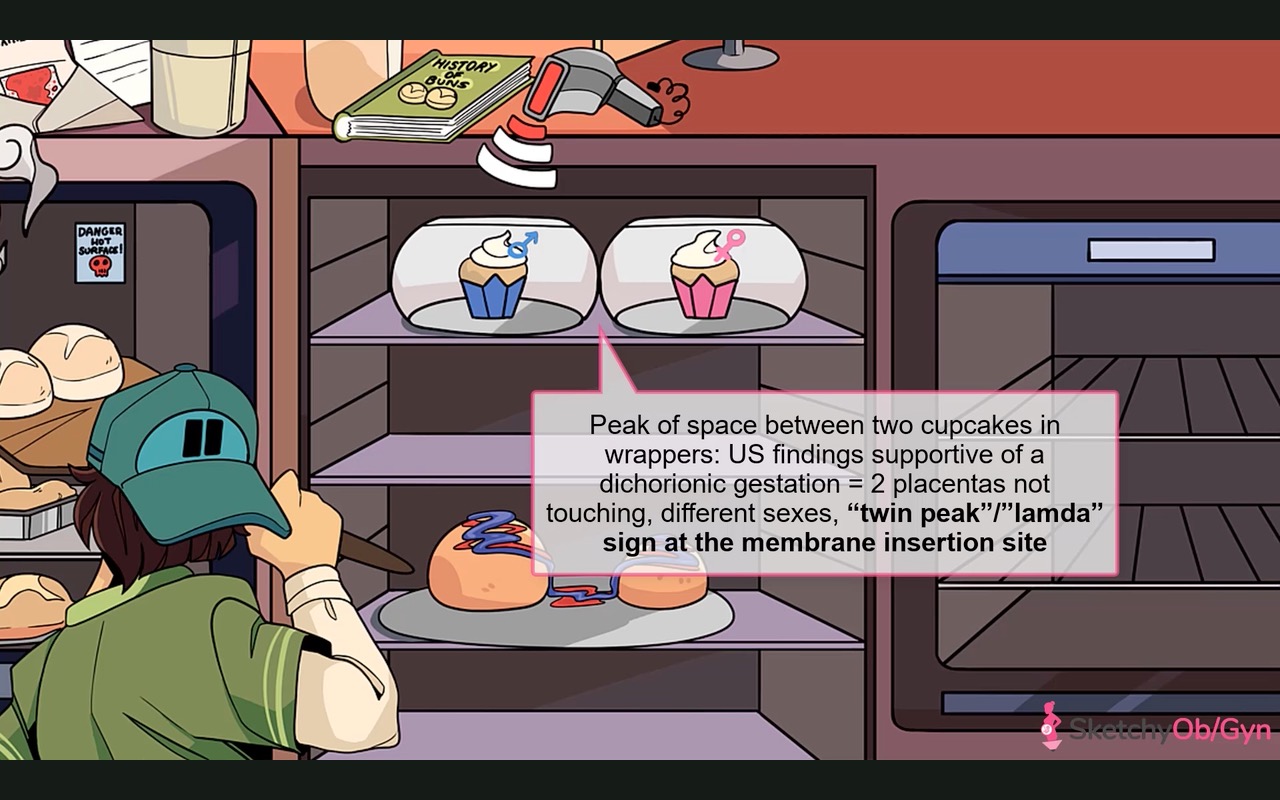 HISTORY
OF
BUNS
DANGER
HOT
SURFACE!
Peak of space between two cupcakes in
wrappers: US findings supportive of a
dichorionic gestation = 2 placentas not
touching, different sexes, “twin peak”/”lamda”
sign at the membrane insertion site
SketchyOb/Gyn